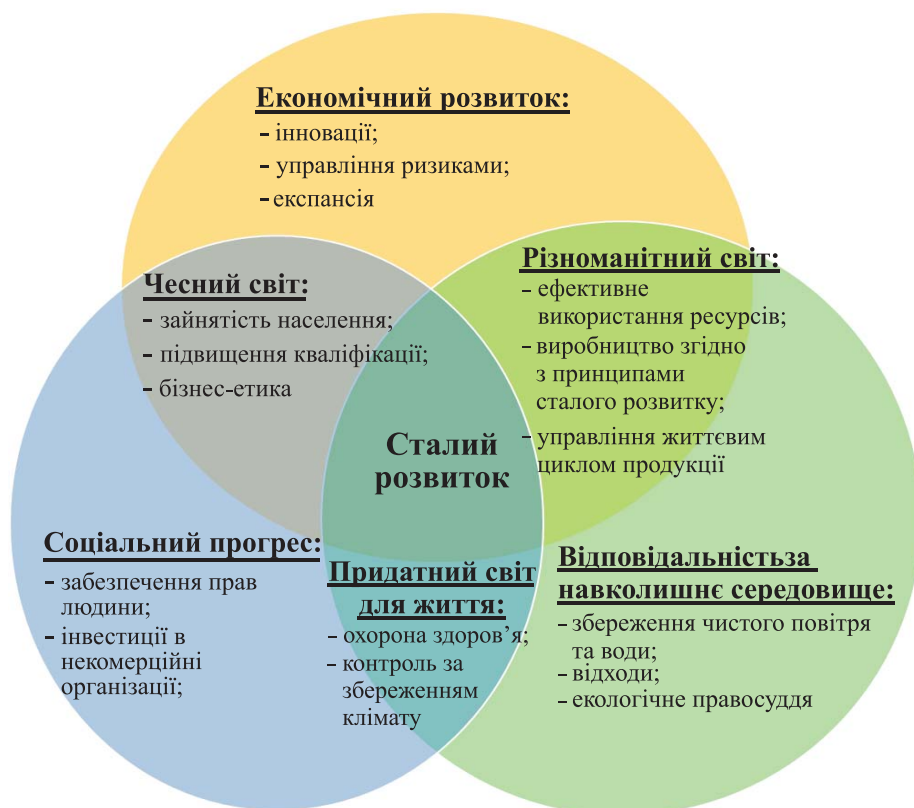 Економічний розвиток:
– інновації;
– управління ризиками;
– експансія
Чесний світ:
– зайнятість населення;
– підвищення кваліфікації;
– бізнес-етика
Різноманітний світ:
– ефективне
використання ресурсів;
– виробництво згідно
з принципами
сталого розвитку;
– управління життєвим
циклом продукції
Сталий
розвиток
Соціальний прогрес:
– забезпечення прав
людини;
– інвестиції в
некомерційні
організації;
Придатний світ
для життя:
– охорона здоров’я;
– контроль за
збереженням
клімату
Відповідальністьза
навколишнє середовище:
– збереження чистого повітря
та води;
– відходи;
– екологічне правосуддя